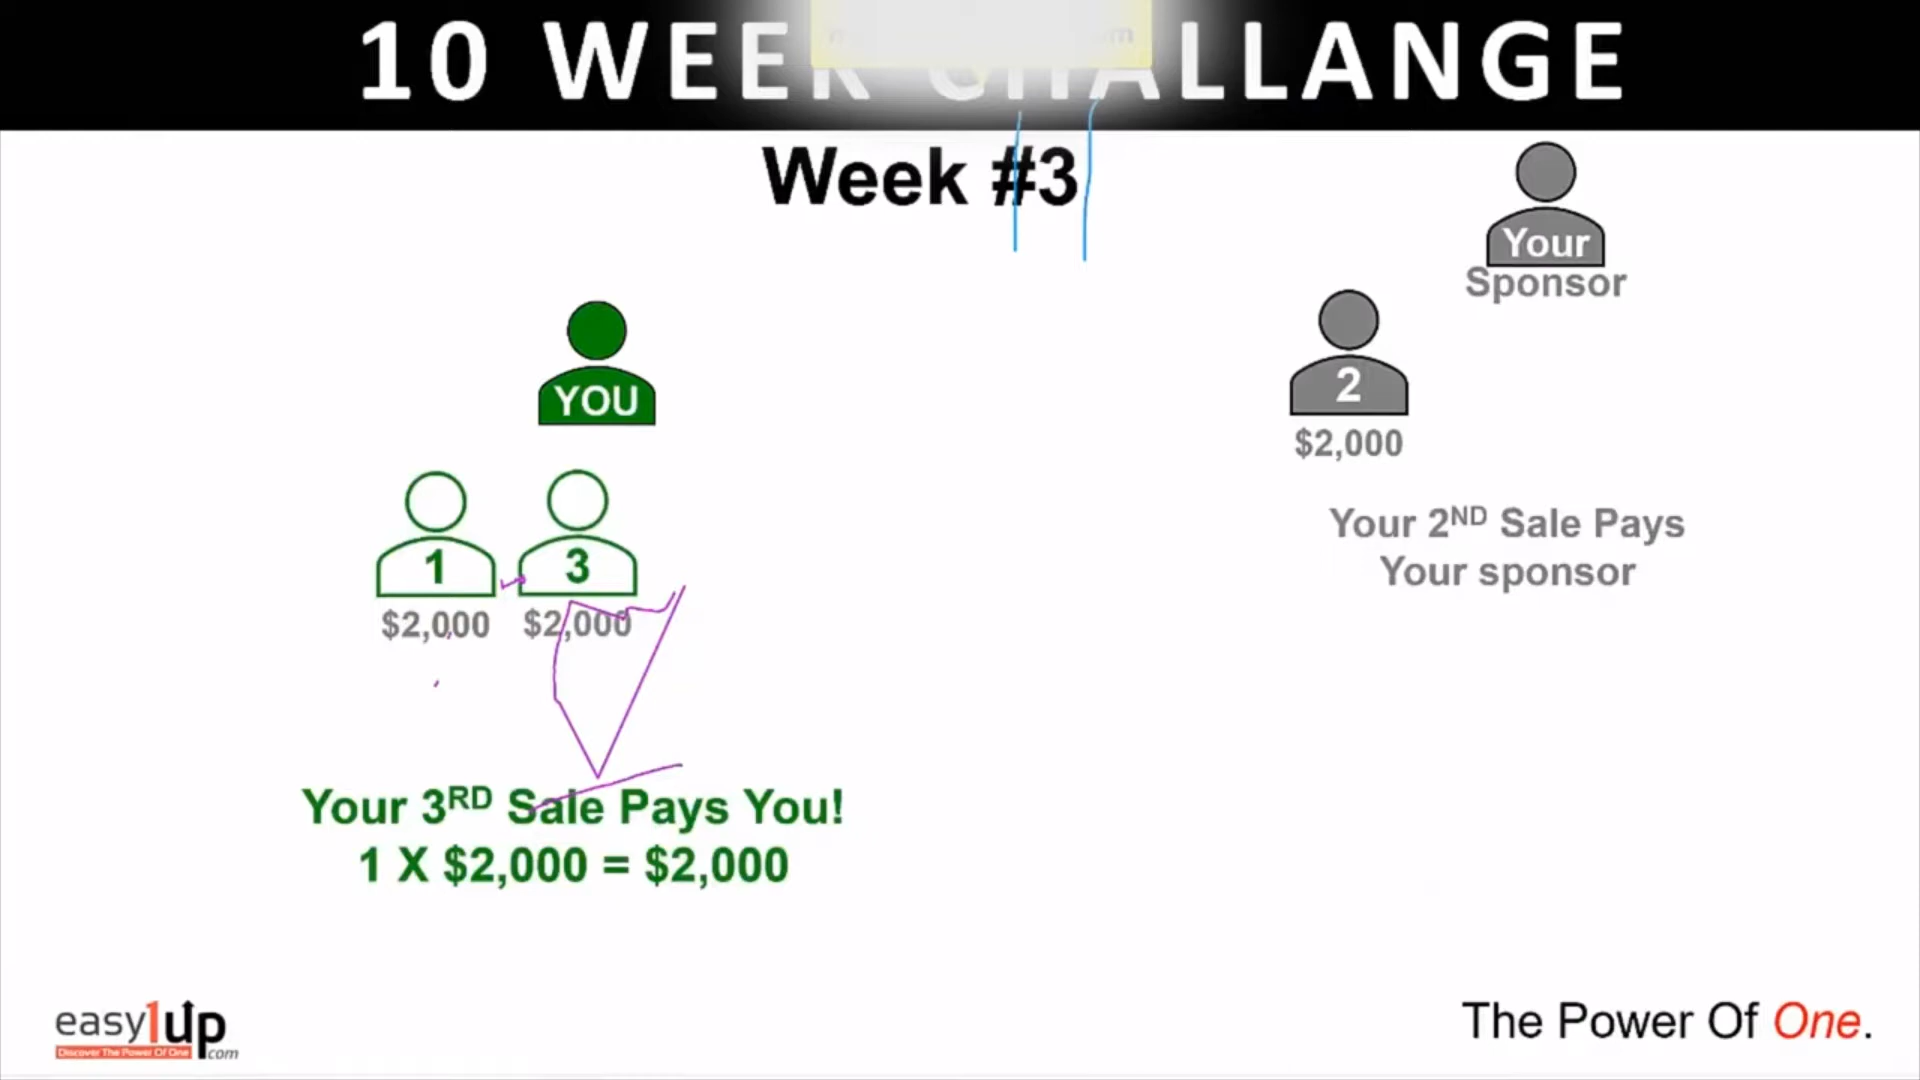 10 WEEK CHALLANGE
Week #3
Your
Sponsor
YOU
2
$2,000
1
3
$2,000
$2,000
Your 2ND Sale Pays
Your sponsor
Your 3RD Sale Pays You!
1 X $2,000 = $2,000
easy1up
Discover The Power Of One
.com
The Power Of One.